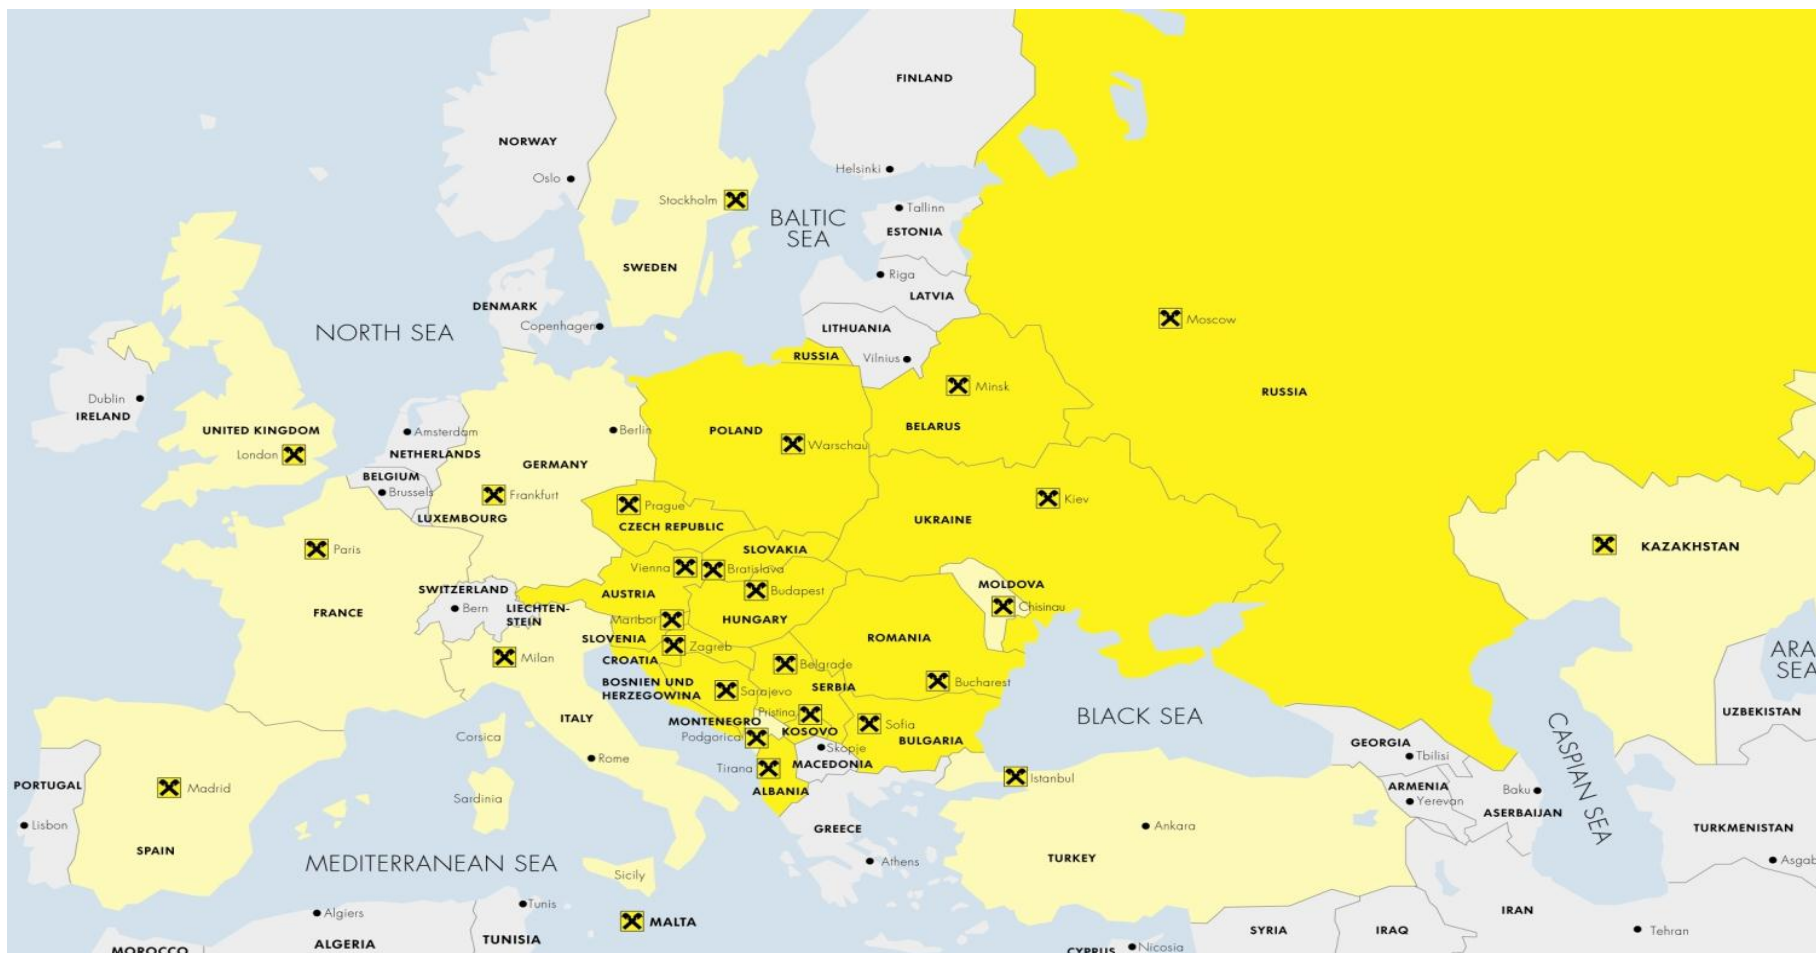 FINLAND
NORWAY
Helsinki
Oslo
Stockholm
Tallinn
BALTIC
SEA
ESTONIA
SWEDEN
Riga
LATVIA
DENMARK
Copenhagen
Moscow
NORTH SEA
LITHUANIA
RUSSIA
Vilnius
Minsk
RUSSIA
Dublin
IRELAND
UNITED KINGDOM
London
Amsterdam
NETHERLANDS
Berlin
POLAND
Warschau
BELARUS
GERMANY
BELGIUM
Brussels
Frankfurt
LUXEMBOURG
Prague
CZECH REPUBLIC
Kiev
UKRAINE
Paris
SLOVAKIA
KAZAKHSTAN
Vienna
Bratislava
SWITZERLAND
Bern
LIECHTEN-
STEIN
AUSTRIA
Budapest
MOLDOVA
Chisinau
FRANCE
Maribor
HUNGARY
SLOVENIA
Zagreb
ROMANIA
Milan
CROATIA
Belgrade
ARA
SEA
BOSNIEN UND
HERZEGOWINA
Sarajevo
SERBIA
Bucharest
ITALY
MONTENEGRO
Pristina
KOSOVO
Sofia
BULGARIA
BLACK SEA
UZBEKISTAN
Corsica
Podgorica
Skopje
MACEDONIA
GEORGIA
Tbilisi
CASPIAN SEA
Rome
Tirana
ALBANIA
Istanbul
PORTUGAL
Madrid
Sardinia
ARMENIA
Yerevan
Baku
ASERBAIJAN
Lisbon
GREECE
Ankara
TURKMENISTAN
SPAIN
MEDITERRANEAN SEA
Sicily
Athens
TURKEY
Asgab
Algiers
Tunis
MALTA
IRAN
MOROCCO
ALGERIA
TUNISIA
CYPRUS
Nicosia
SYRIA
IRAQ
Tehran